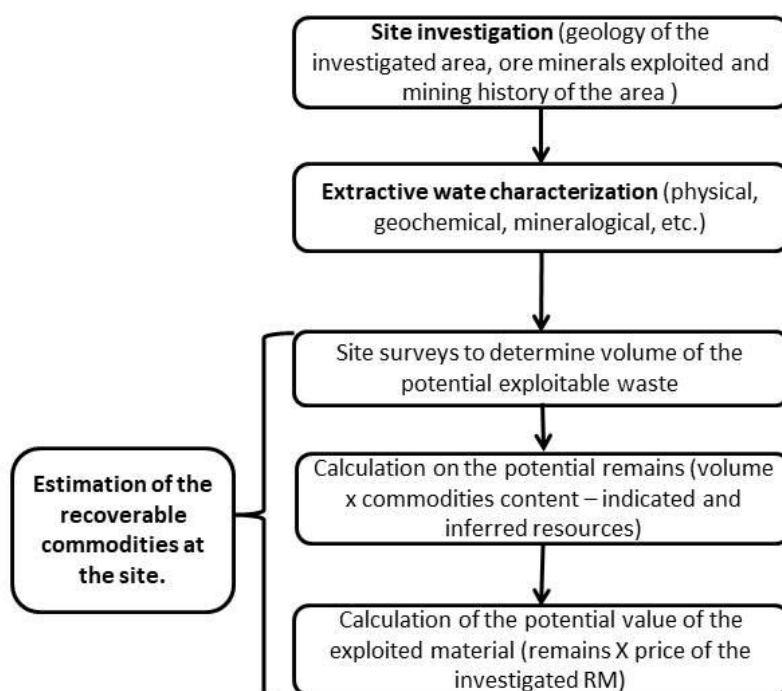 Site investigation (geology of the
investigated area, ore minerals exploited and
mining history of the area )
Extractive wate characterization (physical,
geochemical, mineralogical, etc.)
Site surveys to determine volume of the
potential exploitable waste
Estimation of the
recoverable
commodities at
the site.
Calculation on the potential remains (volume
x commodities content – indicated and
inferred resources)
Calculation of the potential value of the
exploited material (remains X price of the
investigated RM)